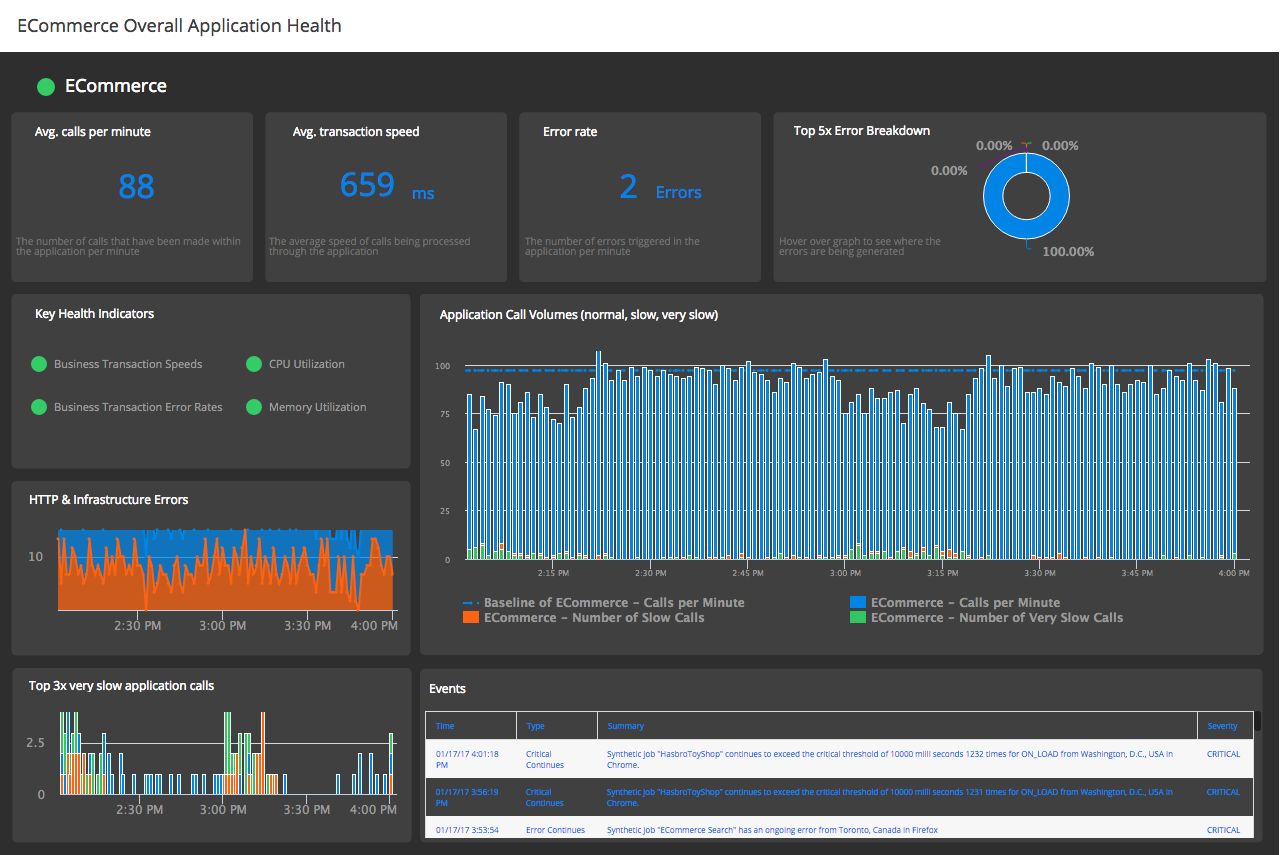 ECommerce Overall Application Health
ECommerce
Avg. calls per minute
88
The number of calls that have been made within
the application per minute
Avg. transaction speed
659 ms
The average speed of calls being processed
through the application
Error rate
2 Errors
The number of errors triggered in the
application per minute
Top 5x Error Breakdown
0.00% 0.00%
0.00%
100.00%
Hover over graph to see where the
errors are being generated
Key Health Indicators
Business Transaction Speeds
CPU Utilization
Business Transaction Error Rates
Memory Utilization
Application Call Volumes (normal, slow, very slow)
100
75
50
25
0
2:15 PM 2:30 PM 2:45 PM 3:00 PM 3:15 PM 3:30 PM 3:45 PM 4:00 PM
Baseline of ECommerce – Calls per Minute
ECommerce – Calls per Minute
ECommerce – Number of Slow Calls
ECommerce – Number of Very Slow Calls
HTTP & Infrastructure Errors
10
2:30 PM 3:00 PM 3:30 PM 4:00 PM
Top 3x very slow application calls
2.5
0
2:30 PM 3:00 PM 3:30 PM 4:00 PM
Events
Time Type Summary Severity
01/17/17 4:01:18 Critical Synthetic job "HasbroToyShop" continues to exceed the critical threshold of 10000 milli seconds 1232 times for ON_LOAD from Washington, D.C., USA in CRITICAL
PM Continues Chrome.
01/17/17 3:56:19 Critical Synthetic job "HasbroToyShop" continues to exceed the critical threshold of 10000 milli seconds 1231 times for ON_LOAD from Washington, D.C., USA in CRITICAL
PM Continues Chrome.
01/17/17 3:53:54 Error Continues Synthetic job "ECommerce Search" has an ongoing error from Toronto, Canada in Firefox CRITICAL